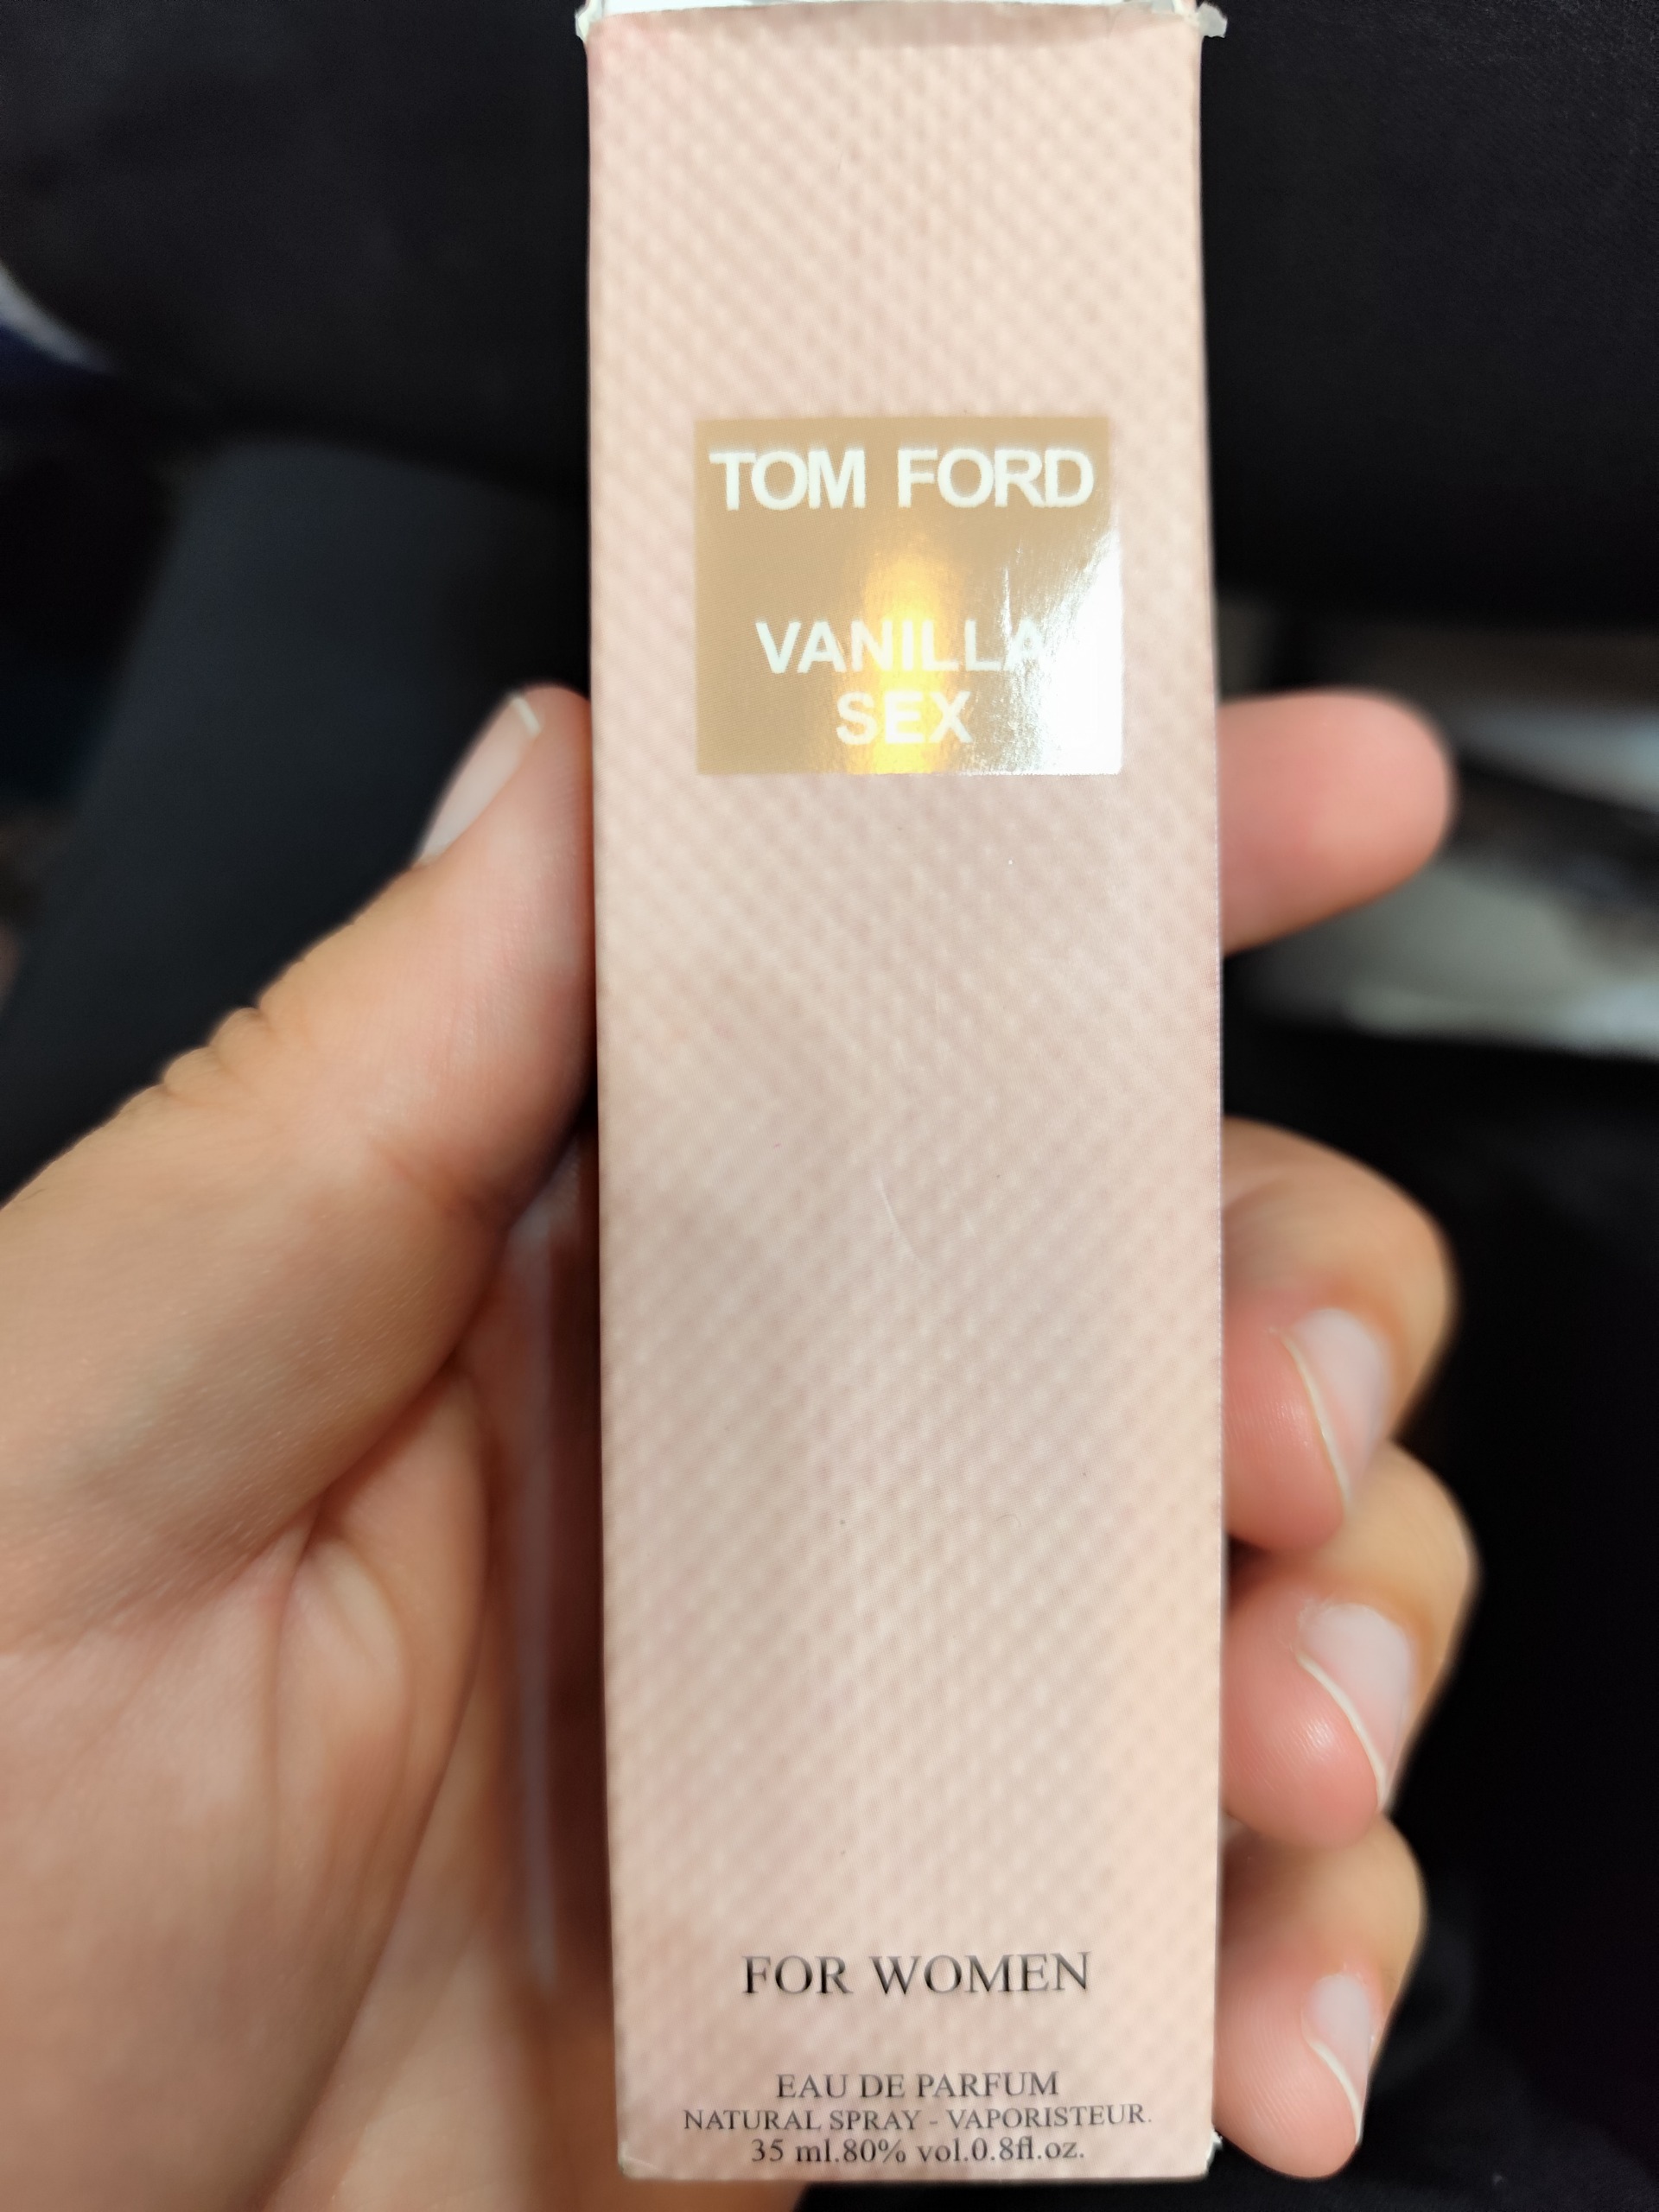 TOM FORD
VANILLA
SEX
FOR WOMEN
EAU DE PARFUM
NATURAL SPRAY - VAPORISTEUR.
35 ml.80% vol.0.8fl.oz.